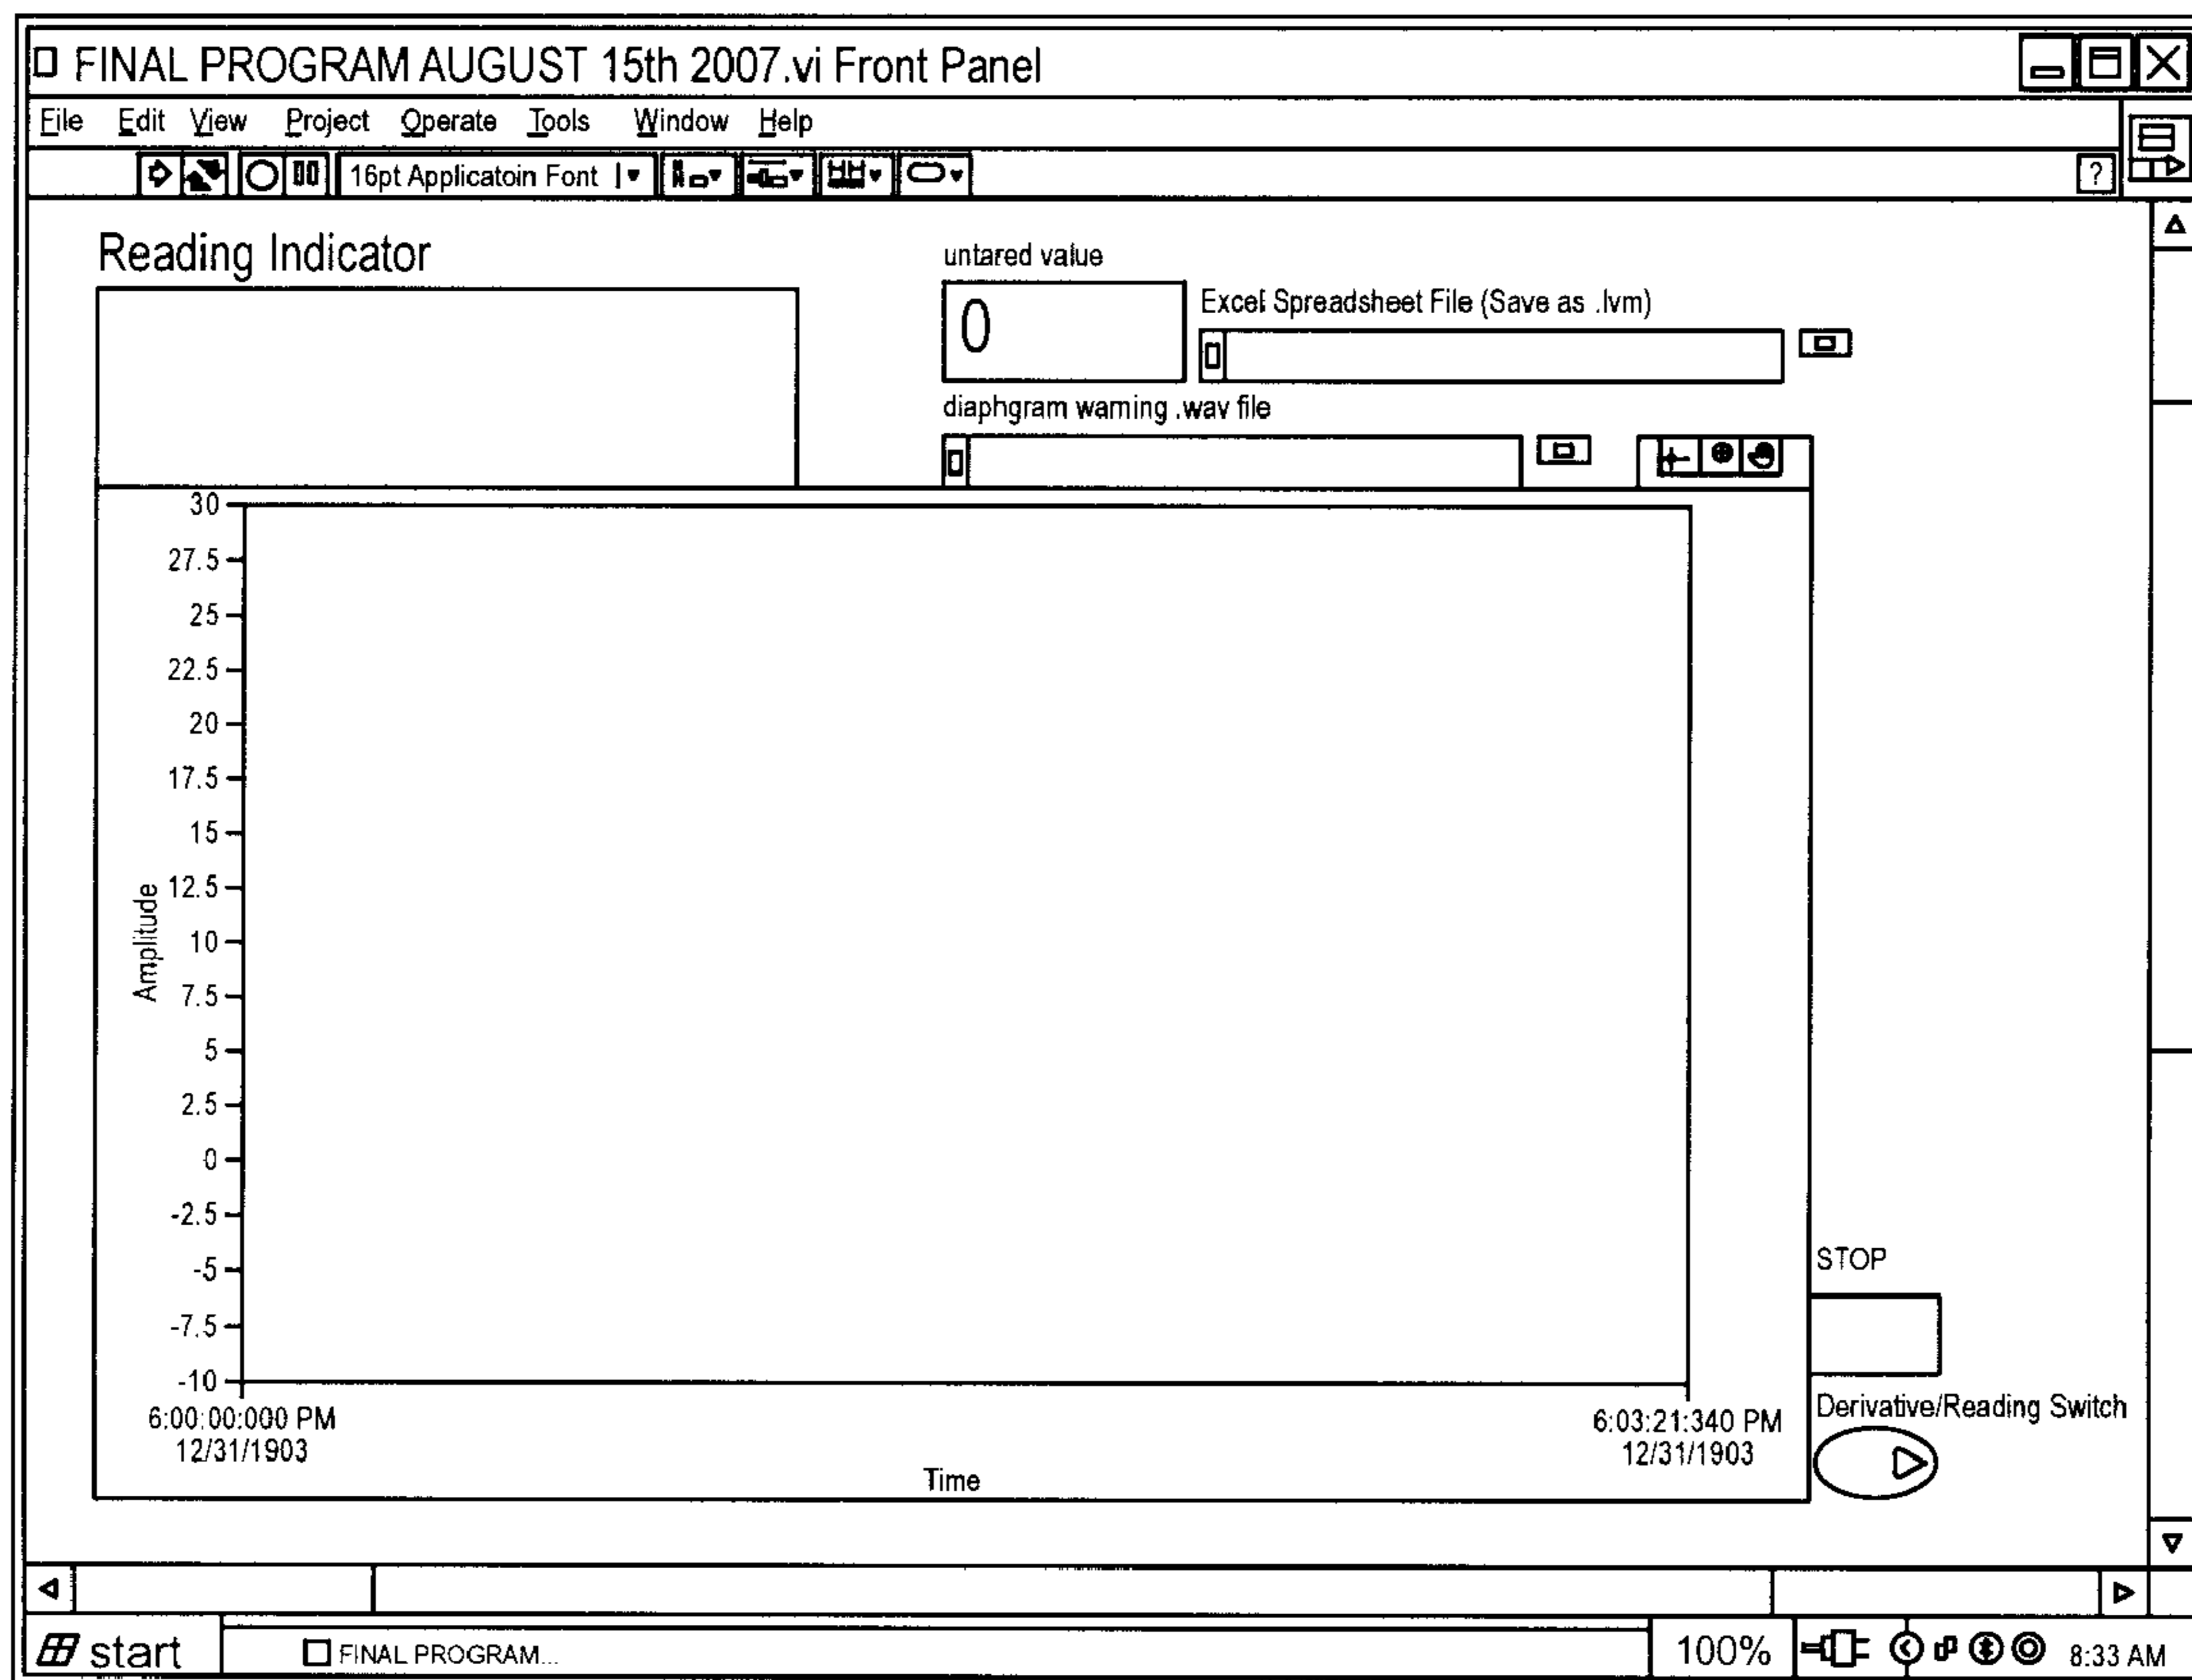 FINAL PROGRAM AUGUST 15th 2007.vi Front Panel
File Edit View Project Operate Tools Window Help
16pt Applicatoin Font
?
Reading Indicator
untared value
0
Excel Spreadsheet File (Save as .lvm)
diaphgram warning .wav file
30
27.5
25
22.5
20
17.5
15
12.5
10
7.5
5
2.5
0
-2.5
-5
-7.5
-10
Amplitude
6:00:00:000 PM
12/31/1903
6:03:21:340 PM
12/31/1903
Time
STOP
Derivative/Reading Switch
start
FINAL PROGRAM...
100%
8:33 AM